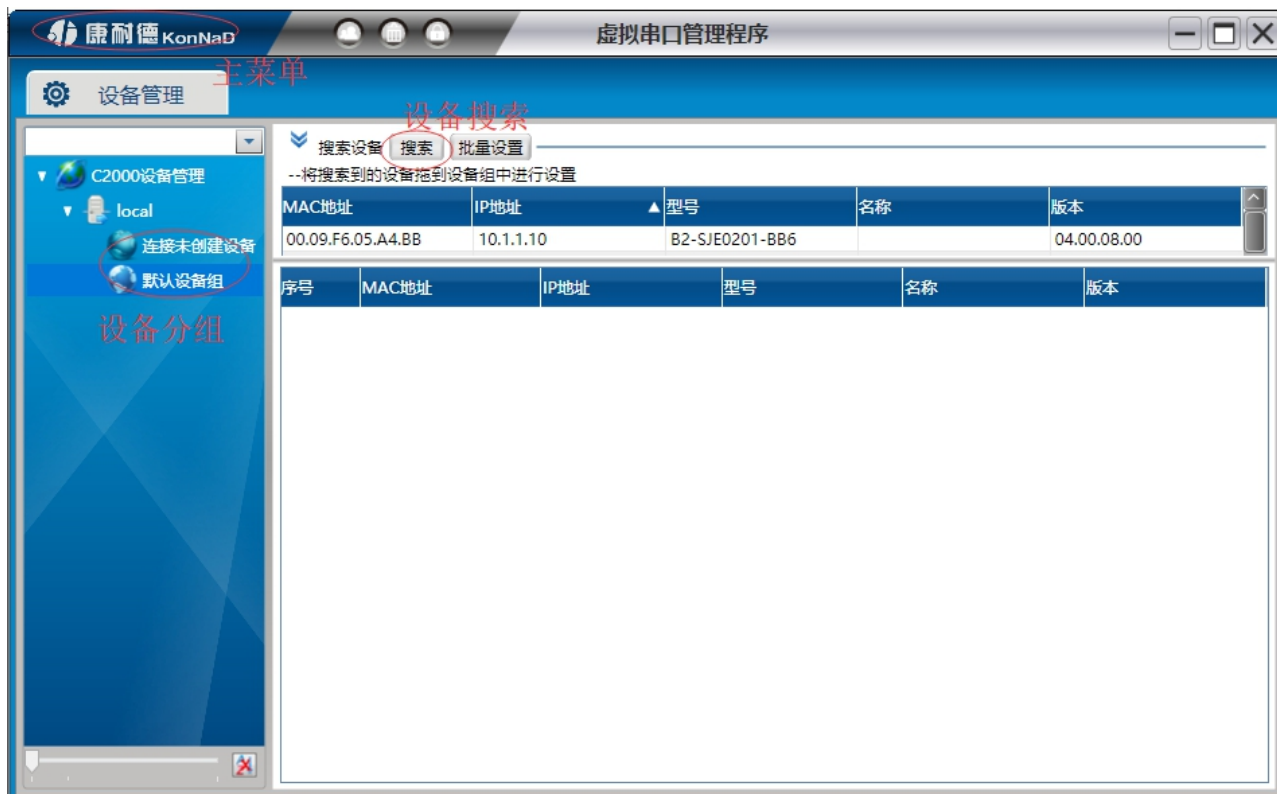 康耐德 KonNaD
虚拟串口管理程序
主菜单
设备管理
设备搜索
搜索设备 搜索 批量设置
--将搜索到的设备拖到设备组中进行设置
C2000设备管理
local
连接未创建设备
默认设备组
设备分组
MAC地址 IP地址 型号 名称 版本
00.09.F6.05.A4.BB 10.1.1.10 B2-SJE0201-BB6 04.00.08.00
序号 MAC地址 IP地址 型号 名称 版本